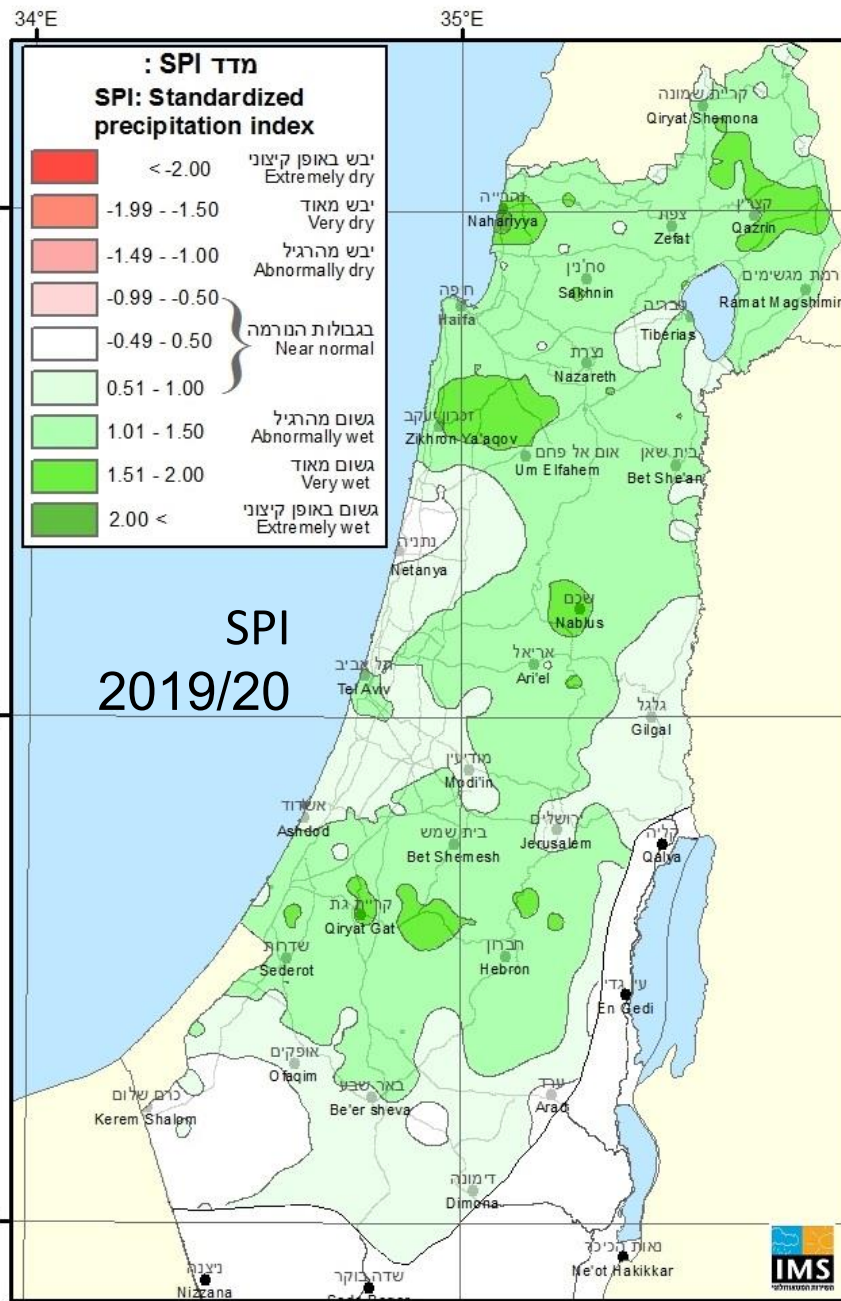 34°E
35°E
מדד SPI :
SPI: Standardized
precipitation index
< -2.00
יבש באופן קיצוני
Extremely dry
-1.99 - -1.50
יבש מאוד
Very dry
-1.49 - -1.00
יבש מהרגיל
Abnormally dry
-0.99 - -0.50
-0.49 - 0.50
בגבולות הנורמה
Near normal
0.51 - 1.00
1.01 - 1.50
גשום מהרגיל
Abnormally wet
1.51 - 2.00
גשום מאוד
Very wet
2.00 <
גשום באופן קיצוני
Extremely wet
SPI
2019/20
קריית שמונה
Qiryat Shemona
נהרייה
Nahariyya
צפת
Zefat
קצרין
Qazrin
סח'נין
Sakhnin
רמת מגשימים
Ramat Magshimim
חיפה
Haifa
טבריה
Tiberias
נצרת
Nazareth
זכרון יעקב
Zikhron Ya'aqov
אום אל פחם
Um Elfahem
בית שאן
Bet She'an
נתניה
Netanya
שכם
Nablus
אריאל
Ari'el
תל אביב
Tel Aviv
גלגל
Gilgal
מודיעין
Modi'in
אשדוד
Ashdod
בית שמש
Bet Shemesh
ירושלים
Jerusalem
קליה
Qalya
קריית גת
Qiryat Gat
שדרות
Sederot
חברון
Hebron
עין גדי
En Gedi
אופקים
Ofaqim
באר שבע
Be'er sheva
ערד
Arad
כרם שלום
Kerem Shalom
דימונה
Dimona
ניצנה
Nizzana
שדה בוקר
נאות הכיכר
Ne'ot Hakikkar
IMS